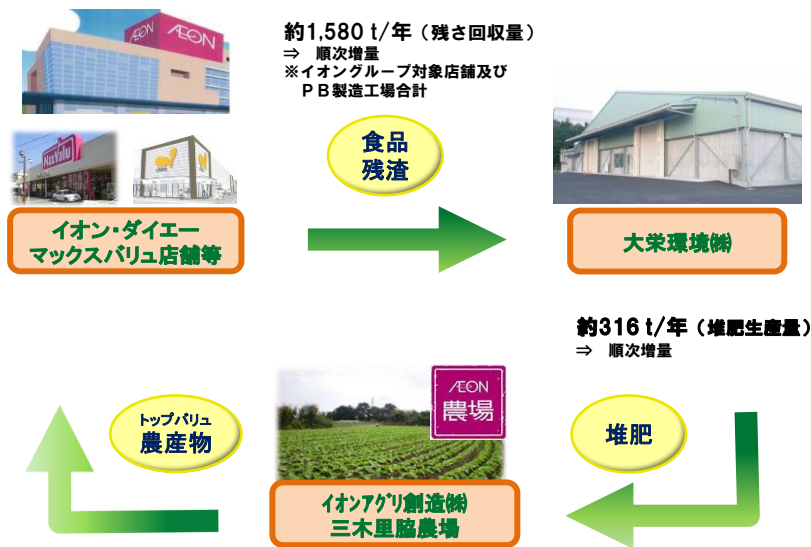 ÆON
ÆON
MaxValu
約1,580 t/年（残さ回収量）
⇒　順次増量
※イオングループ対象店舗及び
ＰＢ製造工場合計
食品
残渣
イオン・ダイエー
マックスバリュ店舗等
大栄環境㈱
約316 t/年（堆肥生産量）
⇒　順次増量
トップバリュ
農産物
ÆON
農場
堆肥
イオンアグリ創造㈱
三木里脇農場